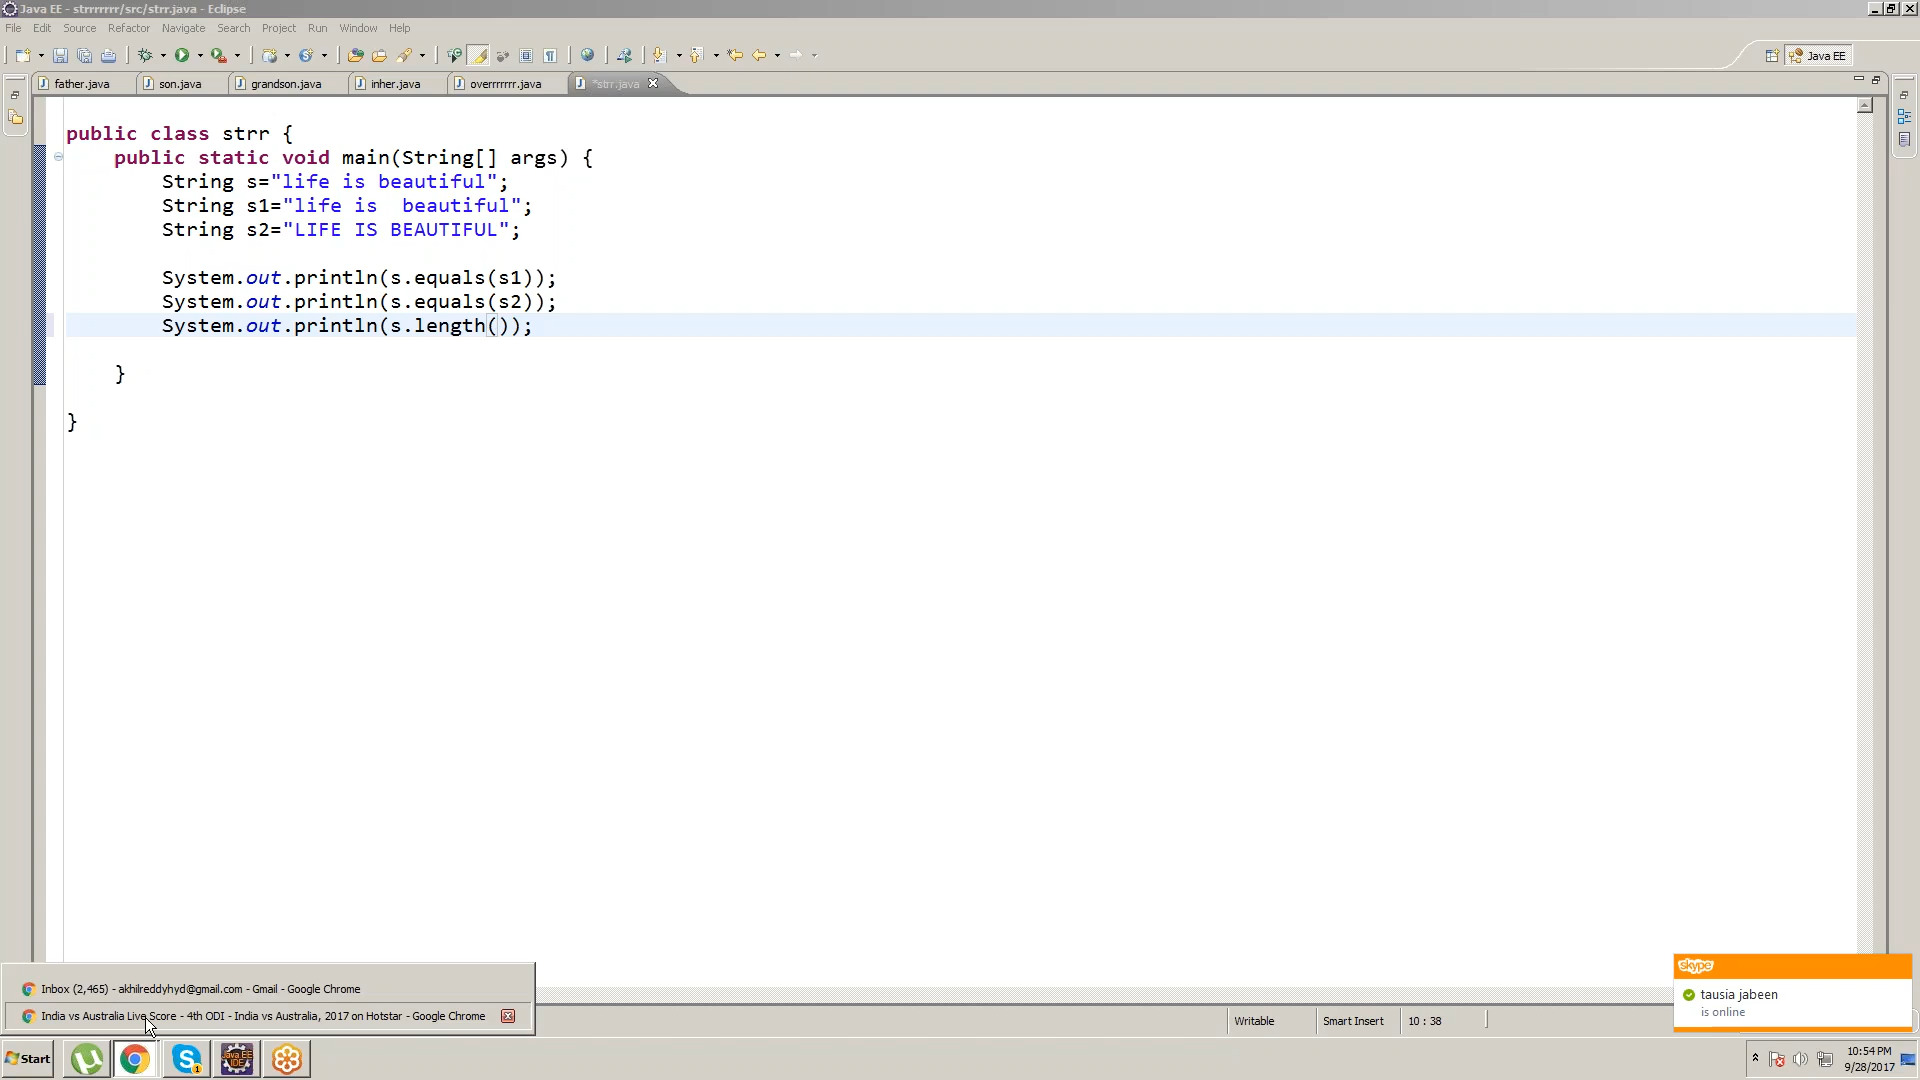 Java EE - strrrrrrr/src/strr.java - Eclipse
File Edit Source Refactor Navigate Search Project Run Window Help
Java EE
father.java son.java grandson.java inher.java overrrrrrr.java *strr.java
public class strr {
public static void main(String[] args) {
String s="life is beautiful";
String s1="life is  beautiful";
String s2="LIFE IS BEAUTIFUL";
System.out.println(s.equals(s1));
System.out.println(s.equals(s2));
System.out.println(s.length());
}
}
Inbox (2,465) - akhilreddyhyd@gmail.com - Gmail - Google Chrome
India vs Australia Live Score - 4th ODI - India vs Australia, 2017 on Hotstar - Google Chrome
skype
tausia jabeen
is online
Writable Smart Insert 10 : 38
Start
Java EE
IDE
1
10:54 PM
9/28/2017